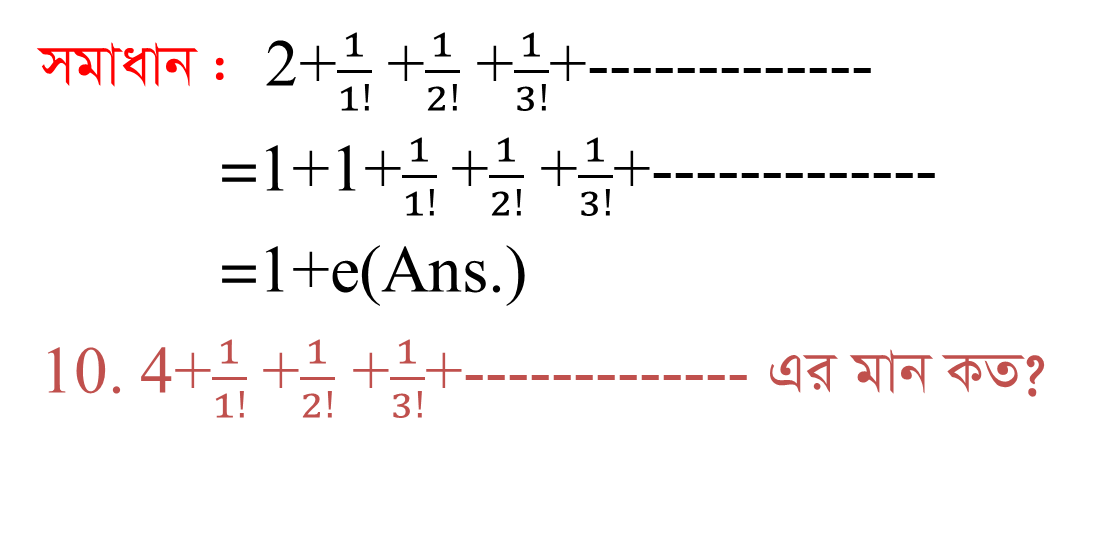 সমাধান : 2+1/1! +1/2! +1/3!+-------------
=1+1+1/1! +1/2! +1/3!+-------------
=1+e(Ans.)
10. 4+1/1! +1/2! +1/3!+------------- এর মান কত?